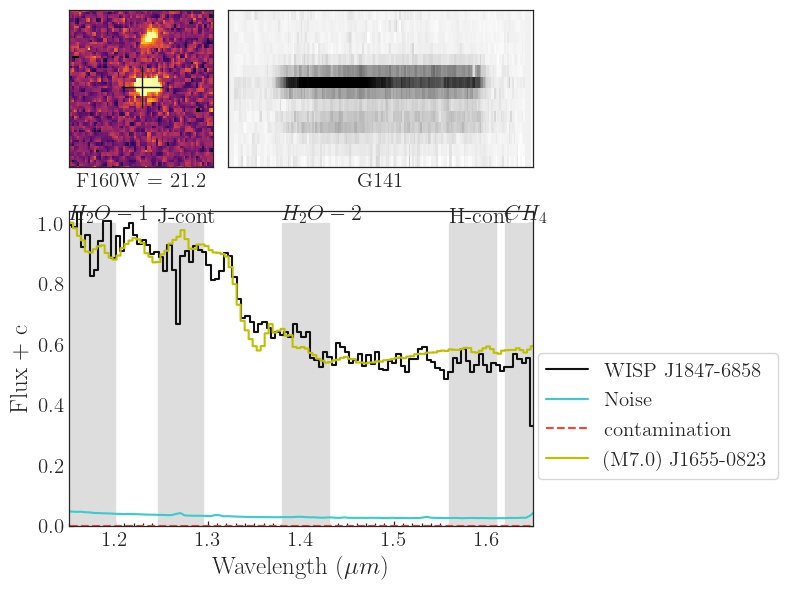 F160W = 21.2
G141
H₂O − 1 J-cont H₂O − 2 H-cont CH₄
1.0
0.8
0.6
0.4
0.2
0.0
Flux + c
1.2 1.3 1.4 1.5 1.6
Wavelength (μm)
WISP J1847-6858
Noise
contamination
(M7.0) J1655-0823